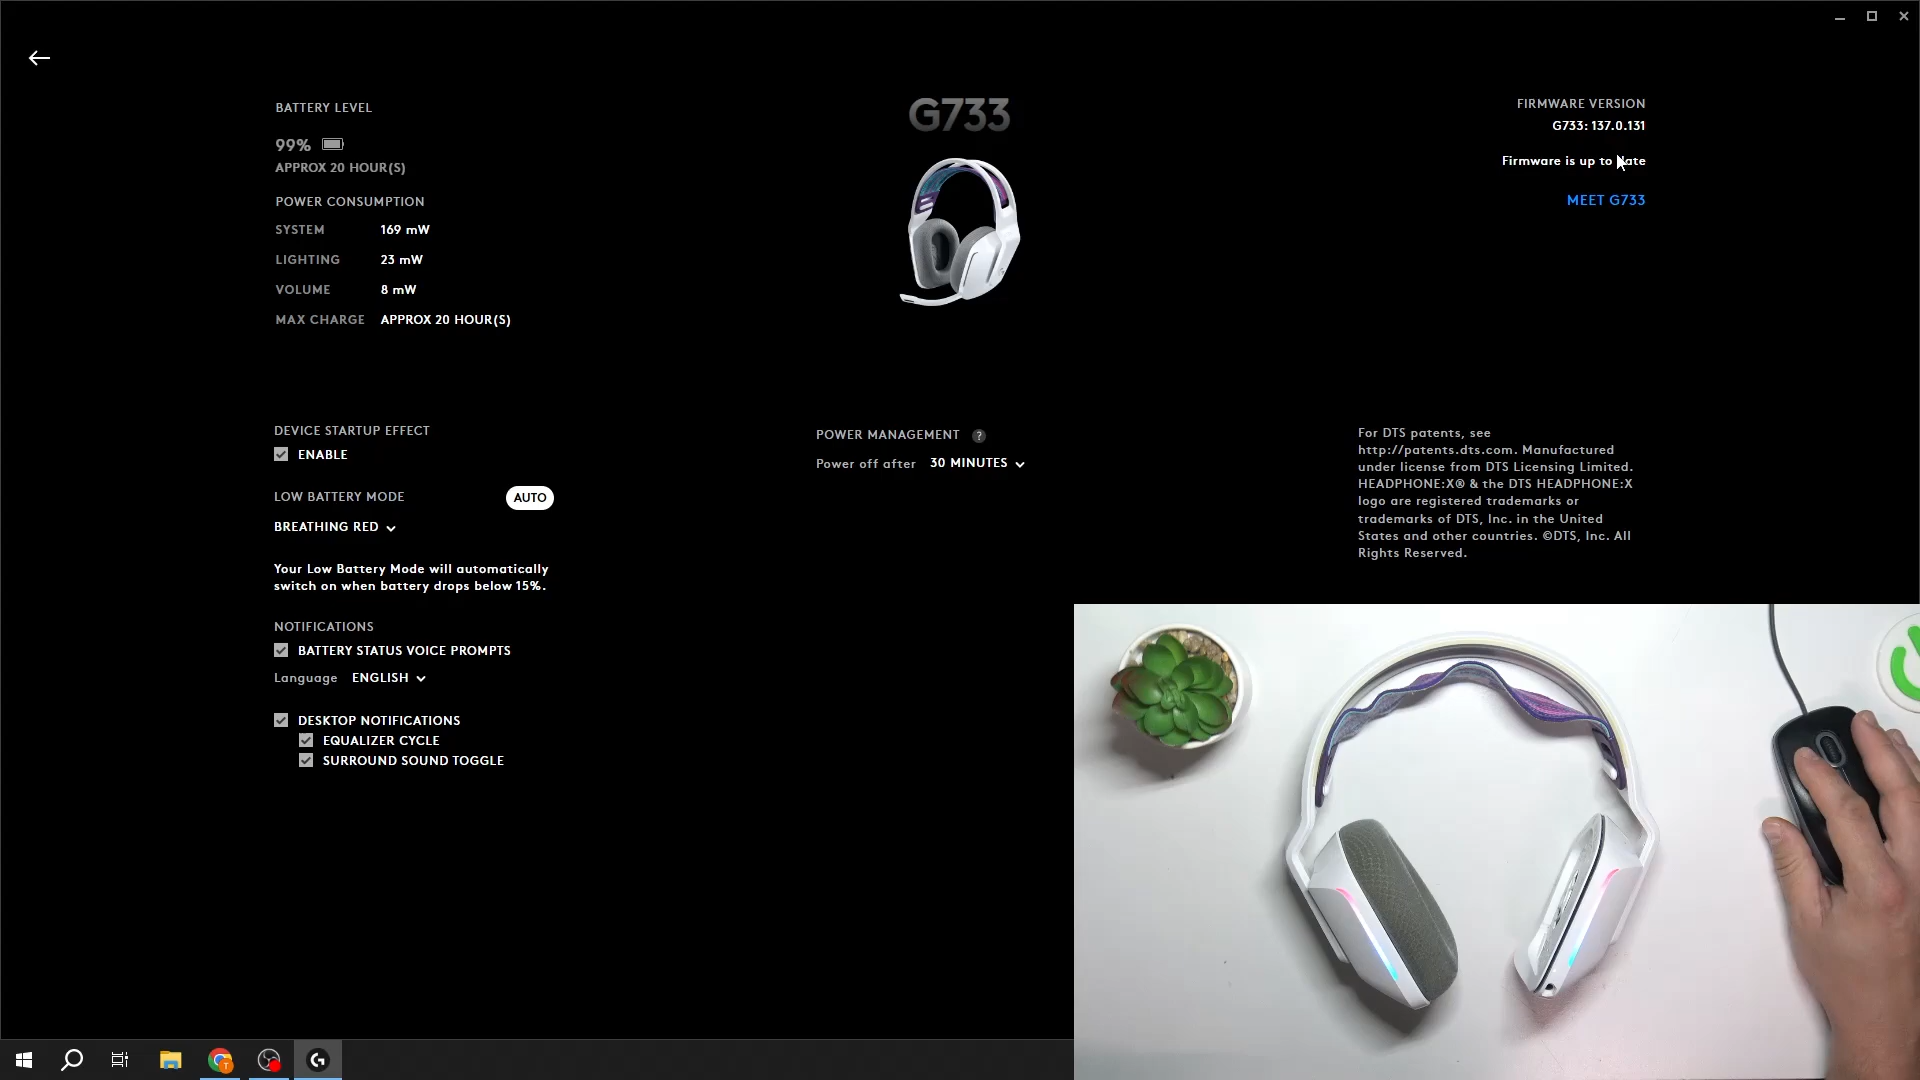 BATTERY LEVEL
99%
APPROX 20 HOUR(S)
POWER CONSUMPTION
SYSTEM 169 mW
LIGHTING 23 mW
VOLUME 8 mW
MAX CHARGE APPROX 20 HOUR(S)
G733
FIRMWARE VERSION
G733: 137.0.131
Firmware is up to date
MEET G733
DEVICE STARTUP EFFECT
ENABLE
LOW BATTERY MODE AUTO
BREATHING RED
Your Low Battery Mode will automatically
switch on when battery drops below 15%.
NOTIFICATIONS
BATTERY STATUS VOICE PROMPTS
Language ENGLISH
DESKTOP NOTIFICATIONS
EQUALIZER CYCLE
SURROUND SOUND TOGGLE
POWER MANAGEMENT ?
Power off after 30 MINUTES
For DTS patents, see
http://patents.dts.com. Manufactured
under license from DTS Licensing Limited.
HEADPHONE:X® & the DTS HEADPHONE:X
logo are registered trademarks or
trademarks of DTS, Inc. in the United
States and other countries. ©DTS, Inc. All
Rights Reserved.